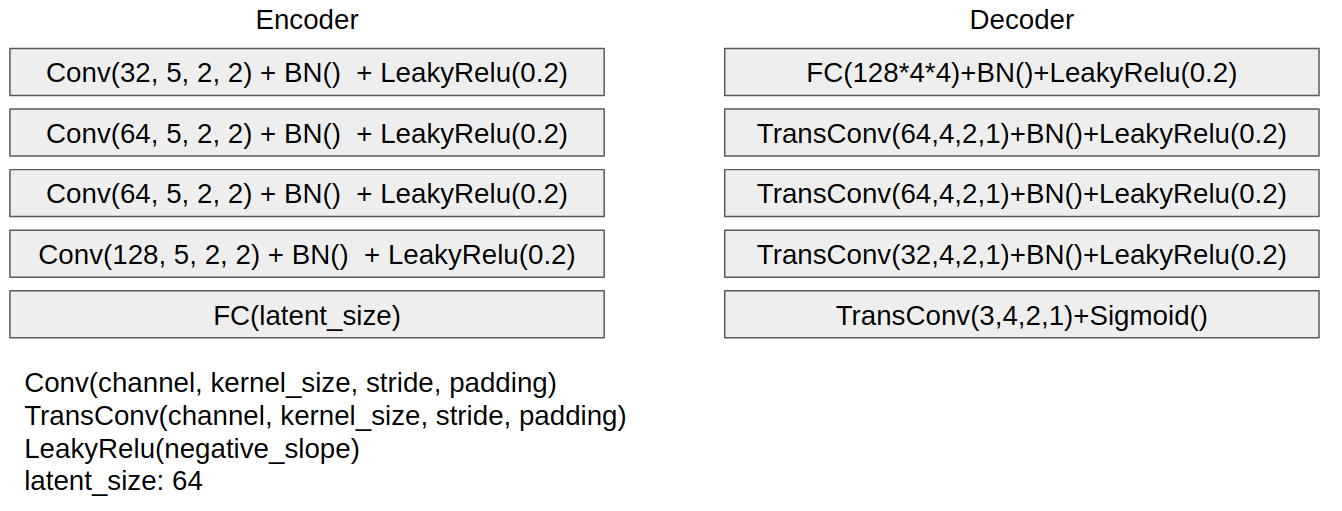 Encoder
Conv(32, 5, 2, 2) + BN() + LeakyRelu(0.2)
Conv(64, 5, 2, 2) + BN() + LeakyRelu(0.2)
Conv(64, 5, 2, 2) + BN() + LeakyRelu(0.2)
Conv(128, 5, 2, 2) + BN() + LeakyRelu(0.2)
FC(latent_size)
Conv(channel, kernel_size, stride, padding)
TransConv(channel, kernel_size, stride, padding)
LeakyRelu(negative_slope)
latent_size: 64
Decoder
FC(128*4*4)+BN()+LeakyRelu(0.2)
TransConv(64,4,2,1)+BN()+LeakyRelu(0.2)
TransConv(64,4,2,1)+BN()+LeakyRelu(0.2)
TransConv(32,4,2,1)+BN()+LeakyRelu(0.2)
TransConv(3,4,2,1)+Sigmoid()